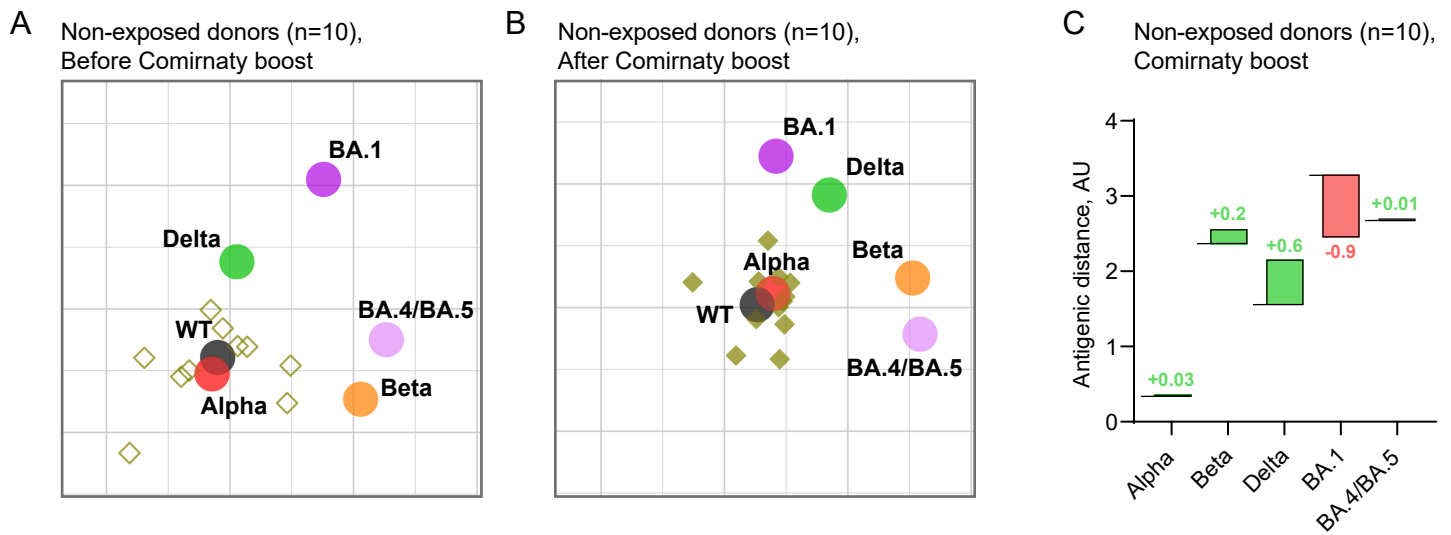 A
Non-exposed donors (n=10),
Before Comirnaty boost
BA.1
Delta
WT
BA.4/BA.5
Alpha
Beta
B
Non-exposed donors (n=10),
After Comirnaty boost
BA.1
Delta
Alpha
Beta
WT
BA.4/BA.5
C
Non-exposed donors (n=10),
Comirnaty boost
Antigenic distance, AU
4
3
2
1
0
+0.03
+0.2
+0.6
-0.9
+0.01
Alpha
Beta
Delta
BA.1
BA.4/BA.5